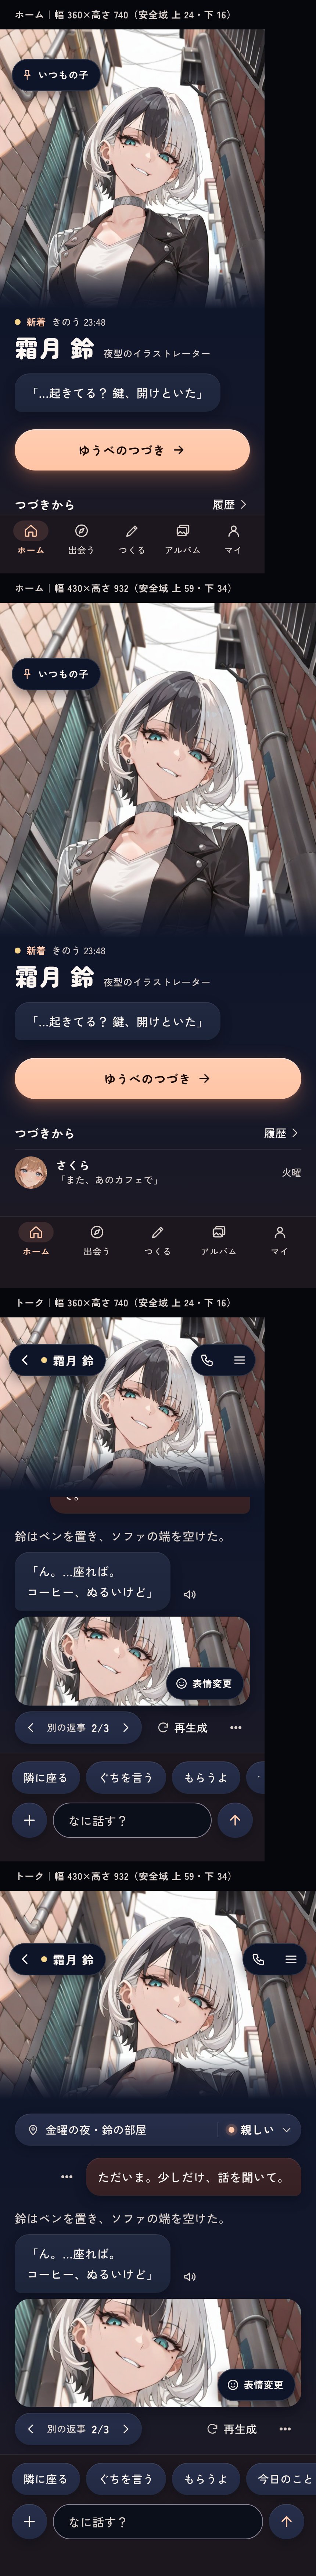 ホーム｜幅 360×高さ 740（安全域 上 24・下 16）
いつもの子
新着 きのう 23:48
霜月 鈴 夜型のイラストレーター
「…起きてる？ 鍵、開けといた」
ゆうべのつづき →
つづきから 履歴
ホーム 出会う つくる アルバム マイ
ホーム｜幅 430×高さ 932（安全域 上 59・下 34）
いつもの子
新着 きのう 23:48
霜月 鈴 夜型のイラストレーター
「…起きてる？ 鍵、開けといた」
ゆうべのつづき →
つづきから 履歴
さくら
「また、あのカフェで」 火曜
ホーム 出会う つくる アルバム マイ
トーク｜幅 360×高さ 740（安全域 上 24・下 16）
霜月 鈴
鈴はペンを置き、ソファの端を空けた。
「ん。…座れば。
コーヒー、ぬるいけど」
表情変更
別の返事 2/3 再生成
隣に座る ぐちを言う もらうよ
なに話す？
トーク｜幅 430×高さ 932（安全域 上 59・下 34）
霜月 鈴
金曜の夜・鈴の部屋 親しい
ただいま。少しだけ、話を聞いて。
鈴はペンを置き、ソファの端を空けた。
「ん。…座れば。
コーヒー、ぬるいけど」
表情変更
別の返事 2/3 再生成
隣に座る ぐちを言う もらうよ 今日のこと
なに話す？